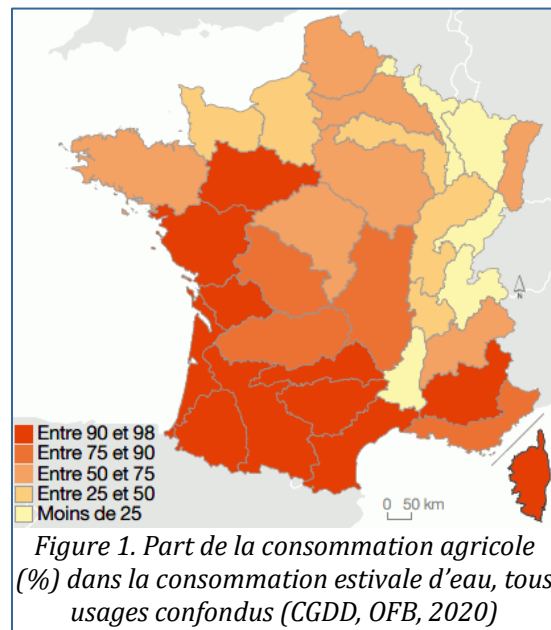 N
Entre 90 et 98
Entre 75 et 90
Entre 50 et 75
Entre 25 et 50
Moins de 25
0 50 km
Figure 1. Part de la consommation agricole
(%) dans la consommation estivale d'eau, tous
usages confondus (CGDD, OFB, 2020)